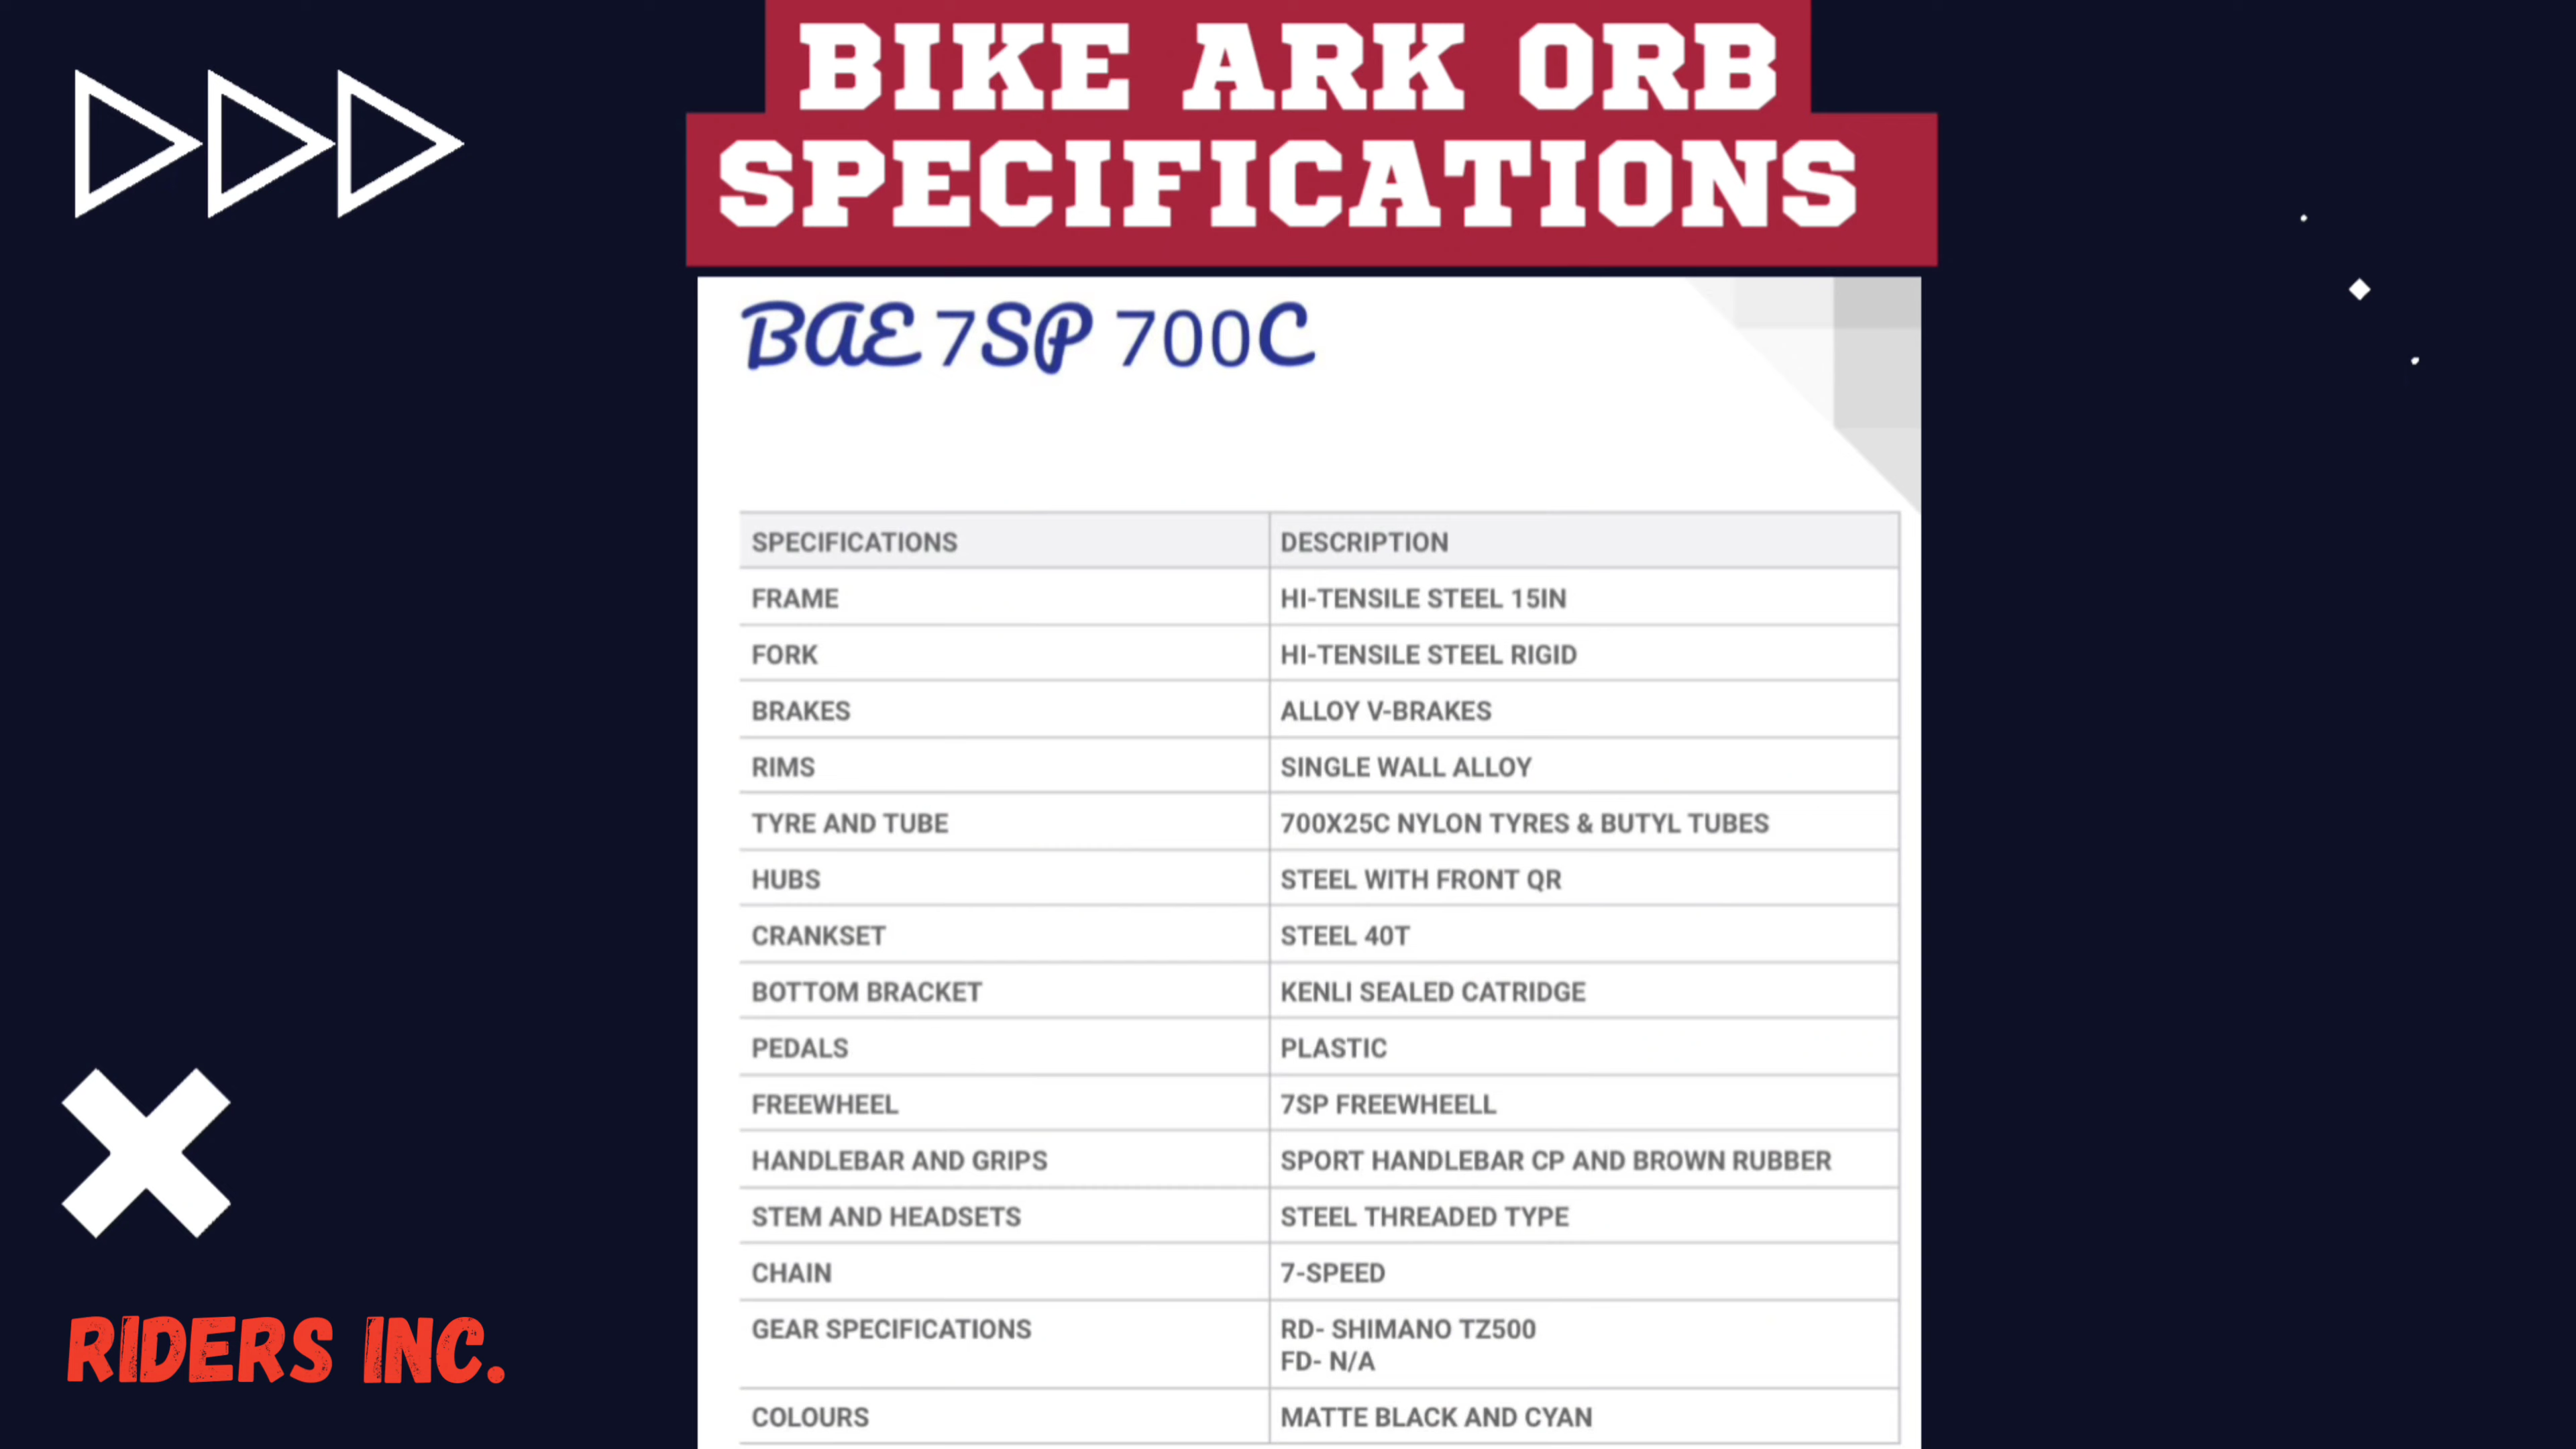 BIKE ARK ORB
SPECIFICATIONS
BAE 7SP 700C
SPECIFICATIONS DESCRIPTION
FRAME HI-TENSILE STEEL 15IN
FORK HI-TENSILE STEEL RIGID
BRAKES ALLOY V-BRAKES
RIMS SINGLE WALL ALLOY
TYRE AND TUBE 700X25C NYLON TYRES & BUTYL TUBES
HUBS STEEL WITH FRONT QR
CRANKSET STEEL 40T
BOTTOM BRACKET KENLI SEALED CATRIDGE
PEDALS PLASTIC
FREEWHEEL 7SP FREEWHEELL
HANDLEBAR AND GRIPS SPORT HANDLEBAR CP AND BROWN RUBBER
STEM AND HEADSETS STEEL THREADED TYPE
CHAIN 7-SPEED
GEAR SPECIFICATIONS RD- SHIMANO TZ500
FD- N/A
COLOURS MATTE BLACK AND CYAN
RIDERS INC.